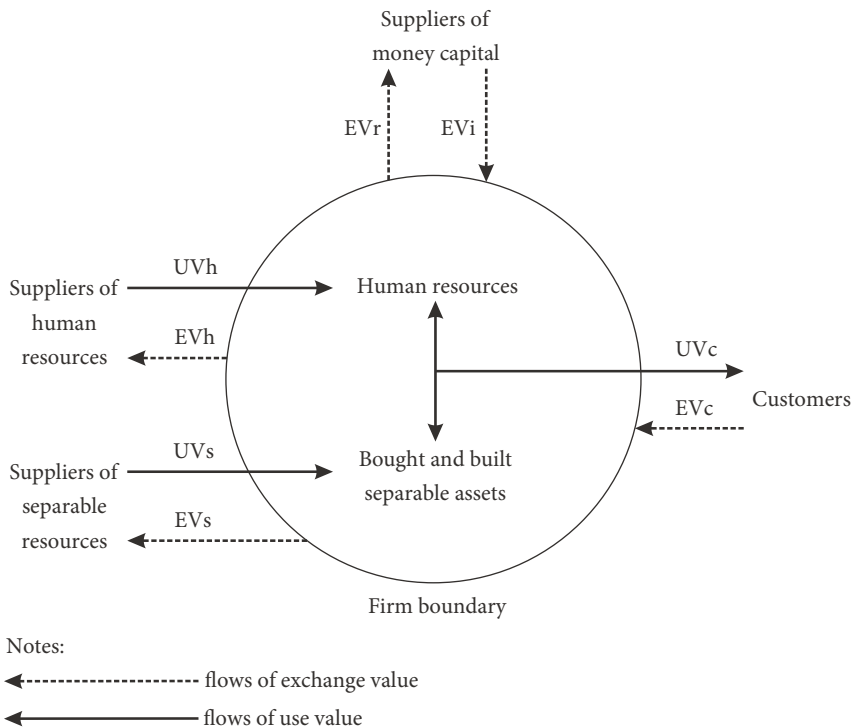 Suppliers of
money capital
EVr
EVi
UVh
Suppliers of
human
resources
Human resources
EVh
UVc
EVc
Customers
UVs
Suppliers of
separable
resources
Bought and built
separable assets
EVs
Firm boundary
Notes:
flows of exchange value
flows of use value